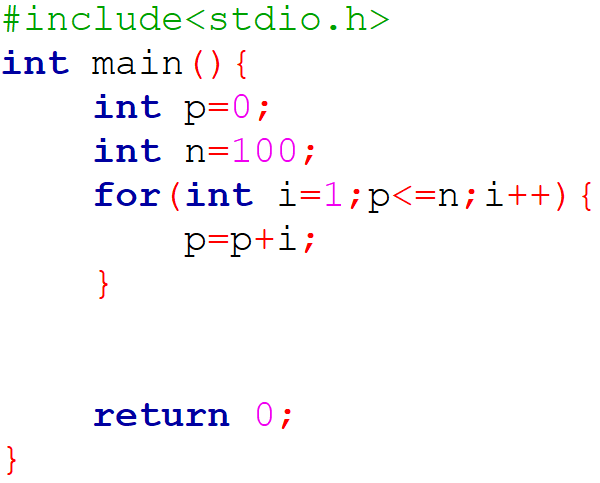 #include<stdio.h>
int main(){
    int p=0;
    int n=100;
    for(int i=1;p<=n;i++){
        p=p+i;
    }
    return 0;
}